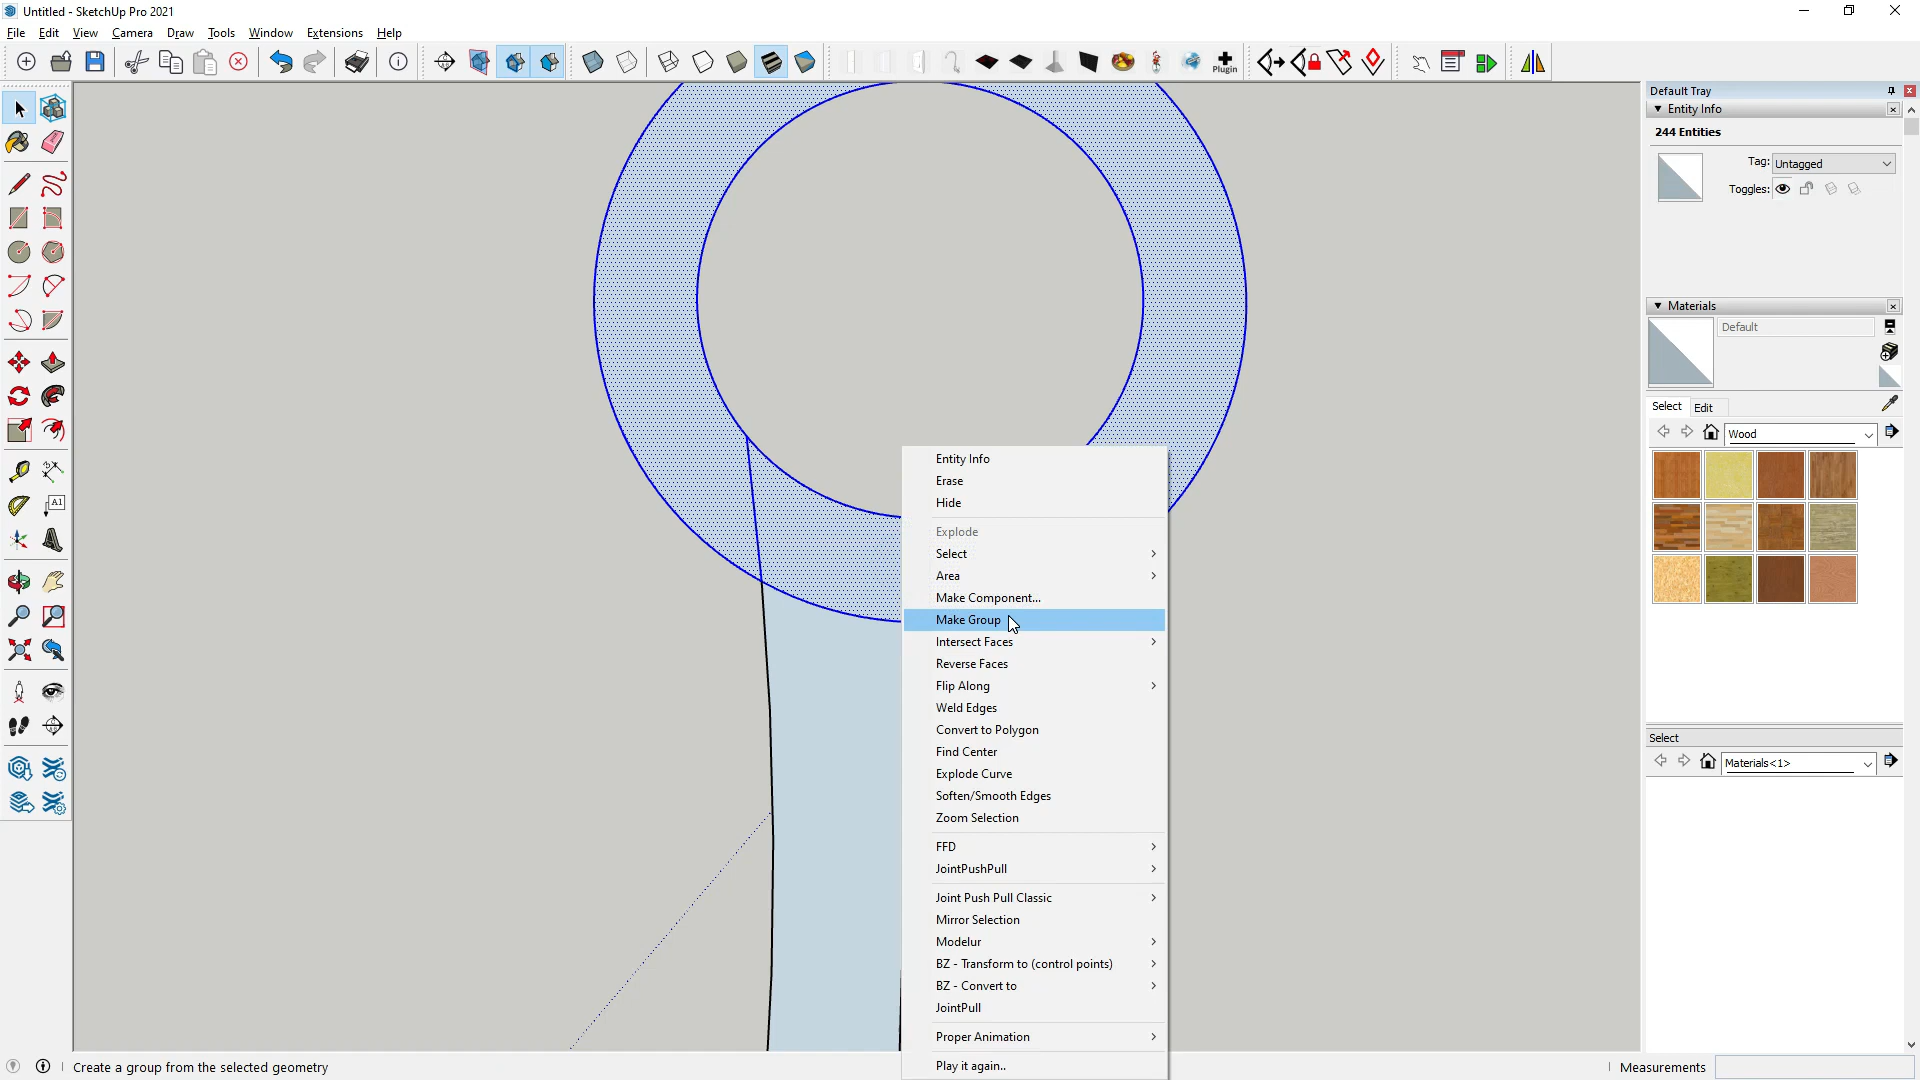 Untitled - SketchUp Pro 2021
File Edit View Camera Draw Tools Window Extensions Help
Plugin
Default Tray
Entity Info
244 Entities
Tag: Untagged
Toggles:
Materials
Default
Select Edit
Wood
Select
Materials<1>
A1
Entity Info
Erase
Hide
Explode
Select
Area
Make Component...
Make Group
Intersect Faces
Reverse Faces
Flip Along
Weld Edges
Convert to Polygon
Find Center
Explode Curve
Soften/Smooth Edges
Zoom Selection
FFD
JointPushPull
Joint Push Pull Classic
Mirror Selection
Modelur
BZ - Transform to (control points)
BZ - Convert to
JointPull
Proper Animation
Play it again..
Create a group from the selected geometry
Measurements